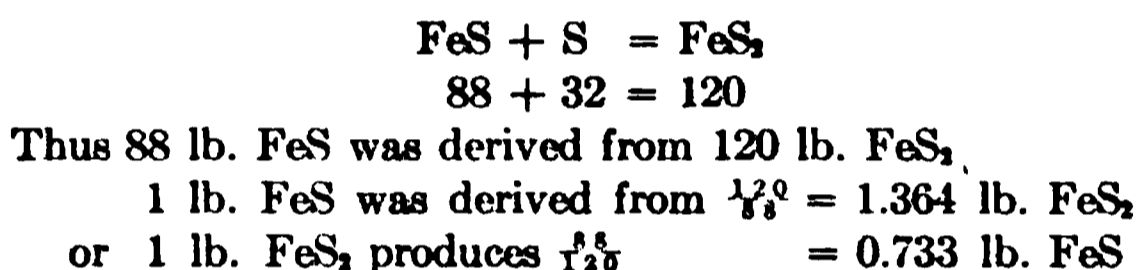 FeS + S = FeS₂
88 + 32 = 120
Thus 88 lb. FeS was derived from 120 lb. FeS₂
1 lb. FeS was derived from 120/88 = 1.364 lb. FeS₂
or 1 lb. FeS₂ produces 88/120 = 0.733 lb. FeS